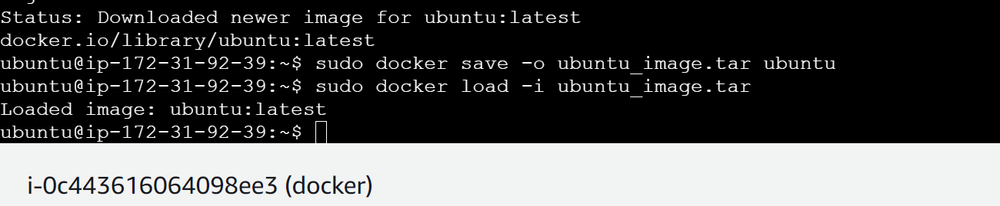 Status: Downloaded newer image for ubuntu:latest
docker.io/library/ubuntu:latest
ubuntu@ip-172-31-92-39:~$ sudo docker save -o ubuntu_image.tar ubuntu
ubuntu@ip-172-31-92-39:~$ sudo docker load -i ubuntu_image.tar
Loaded image: ubuntu:latest
ubuntu@ip-172-31-92-39:~$
i-0c443616064098ee3 (docker)